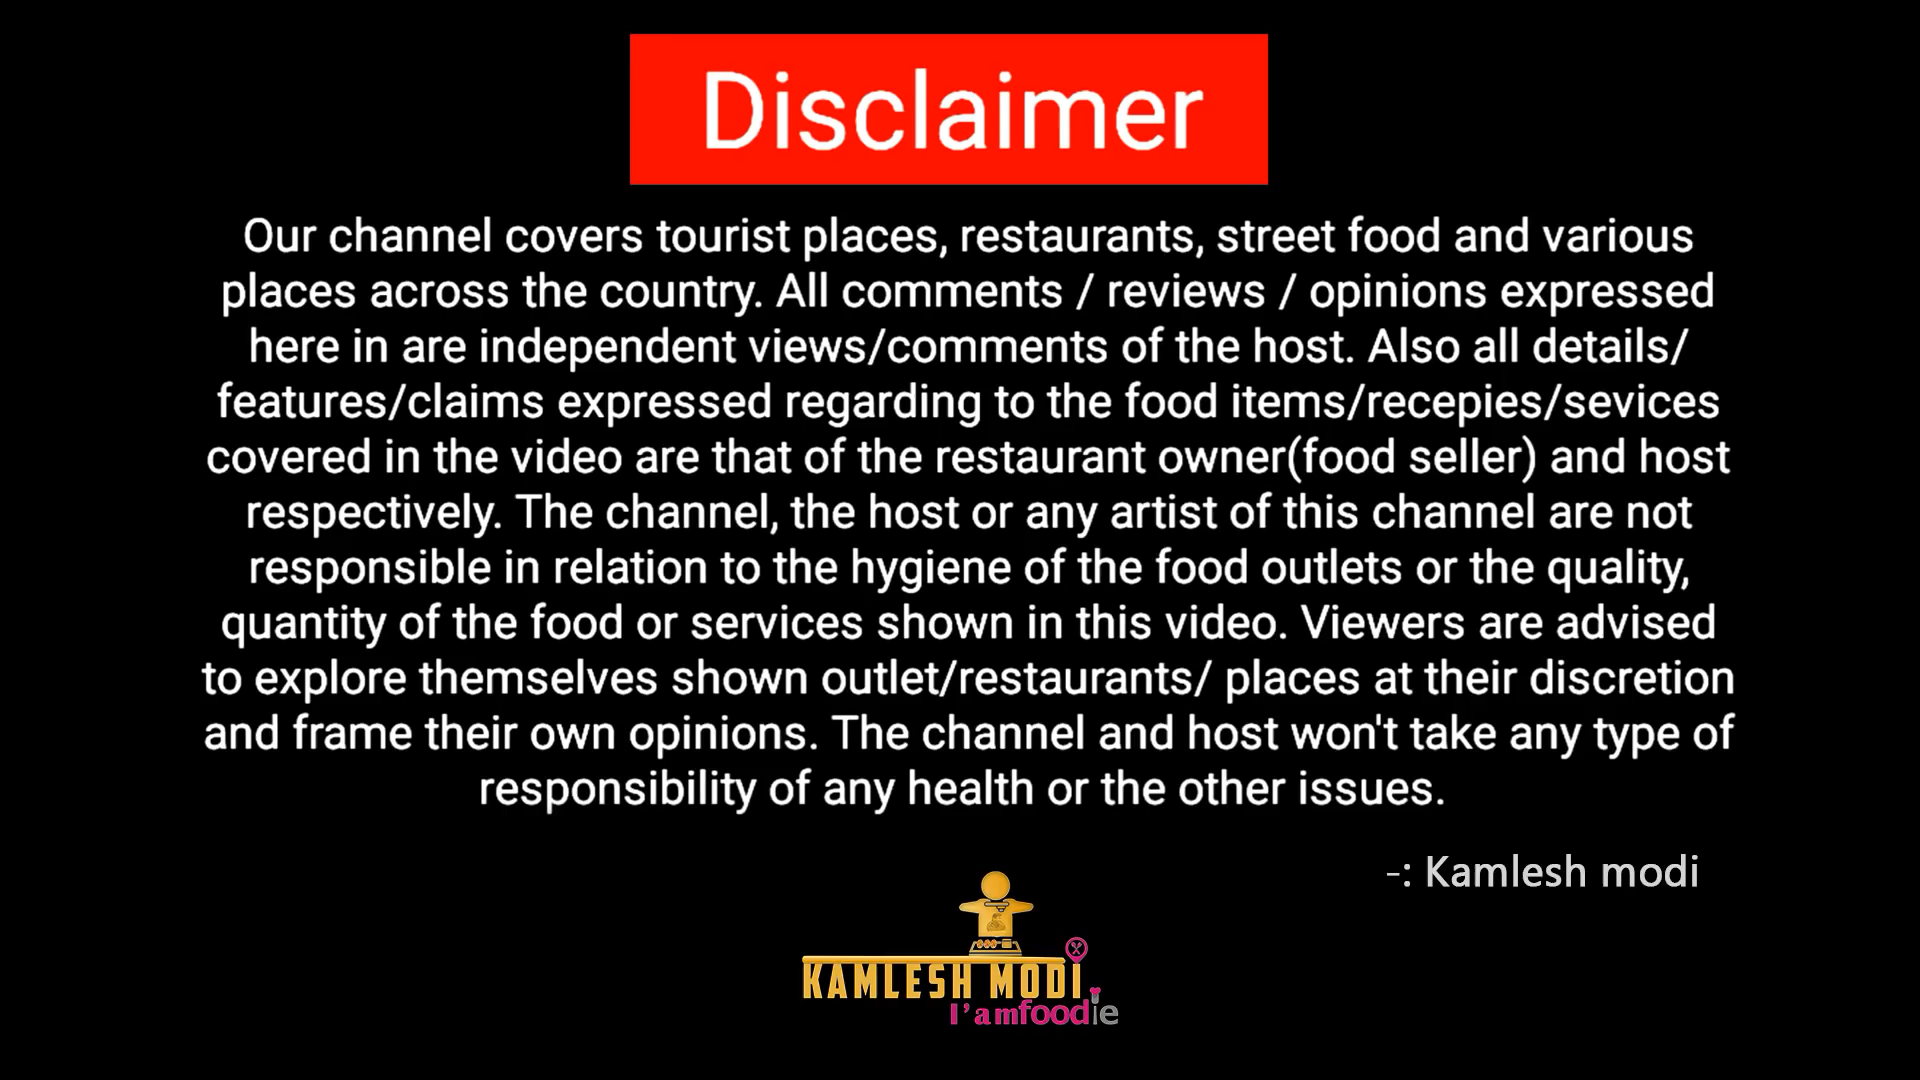 Disclaimer
Our channel covers tourist places, restaurants, street food and various
places across the country. All comments / reviews / opinions expressed
here in are independent views/comments of the host. Also all details/
features/claims expressed regarding to the food items/recepies/sevices
covered in the video are that of the restaurant owner(food seller) and host
respectively. The channel, the host or any artist of this channel are not
responsible in relation to the hygiene of the food outlets or the quality,
quantity of the food or services shown in this video. Viewers are advised
to explore themselves shown outlet/restaurants/ places at their discretion
and frame their own opinions. The channel and host won't take any type of
responsibility of any health or the other issues.
-: Kamlesh modi
KAMLESH MODI
I'amfoodie